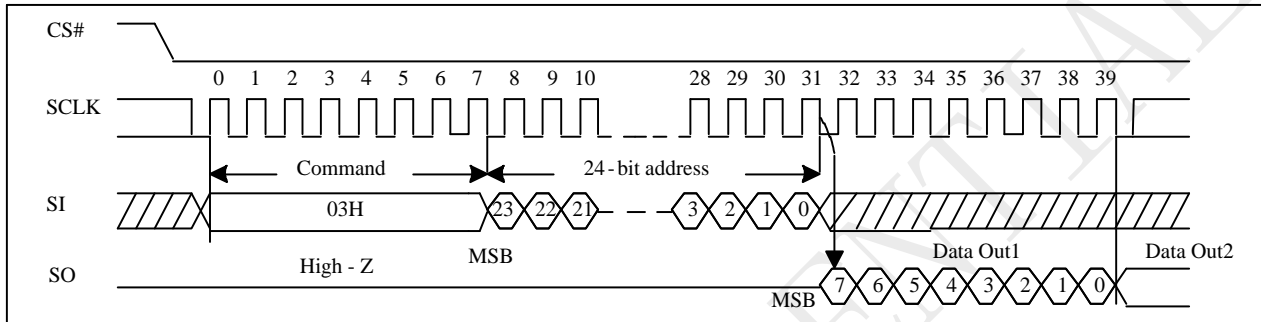 CS#
0 1 2 3 4 5 6 7 8 9 10 28 29 30 31 32 33 34 35 36 37 38 39
SCLK
Command 24-bit address
SI 03H 23 22 21 3 2 1 0
High - Z MSB Data Out1 Data Out2
SO MSB 7 6 5 4 3 2 1 0
ENTIAL